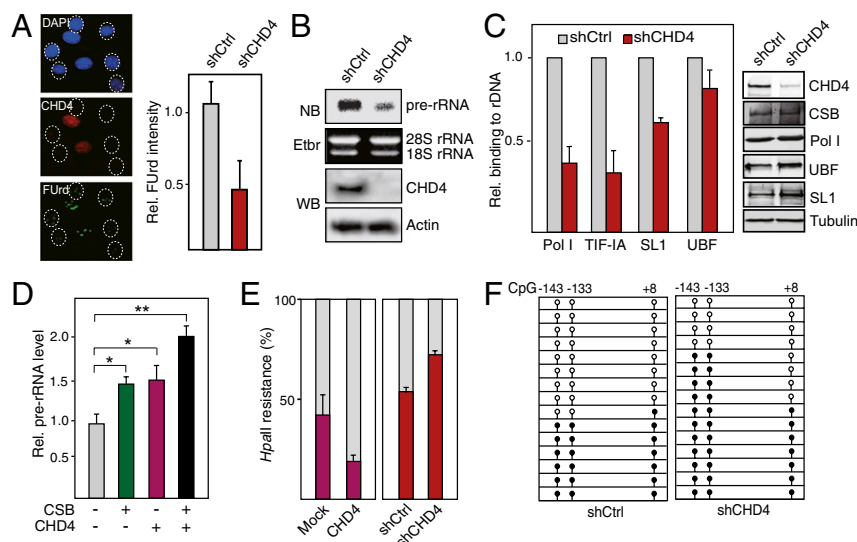 A
DAPI
CHD4
FUrd
shCtrl
shCHD4
Rel. FUrd intensity
1.0
0.5
B
shCtrl
shCHD4
NB
pre-rRNA
Etbr
28S rRNA
18S rRNA
WB
CHD4
Actin
C
Rel. binding to rDNA
1.0
0.5
shCtrl
shCHD4
Pol I
TIF-IA
SL1
UBF
shCtrl
shCHD4
CHD4
CSB
Pol I
UBF
SL1
Tubulin
D
Rel. pre-rRNA level
2.0
1.5
1.0
0.5
**
*
*
CSB - + - +
CHD4 - - + +
E
HpaII resistance (%)
100
50
Mock
CHD4
shCtrl
shCHD4
F
CpG -143 -133 +8
-143 -133 +8
shCtrl
shCHD4